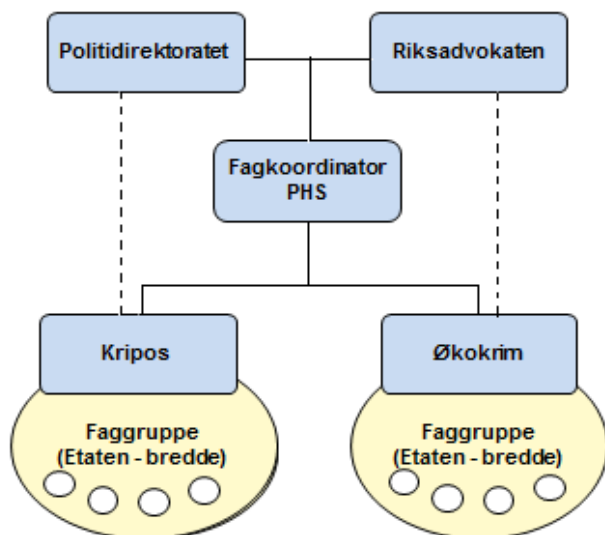 Politidirektoratet
Riksadvokaten
Fagkoordinator
PHS
Kripos
Økokrim
Faggruppe
(Etaten - bredde)
Faggruppe
(Etaten - bredde)